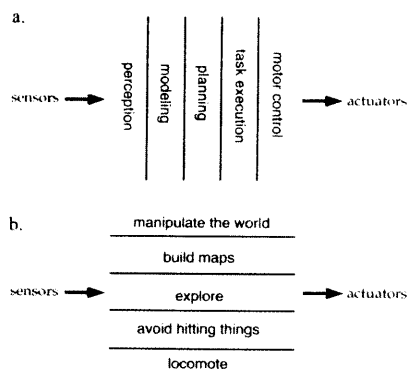 a.
sensors
perception
modeling
planning
task execution
motor control
actuators
b.
manipulate the world
build maps
sensors
explore
actuators
avoid hitting things
locomote